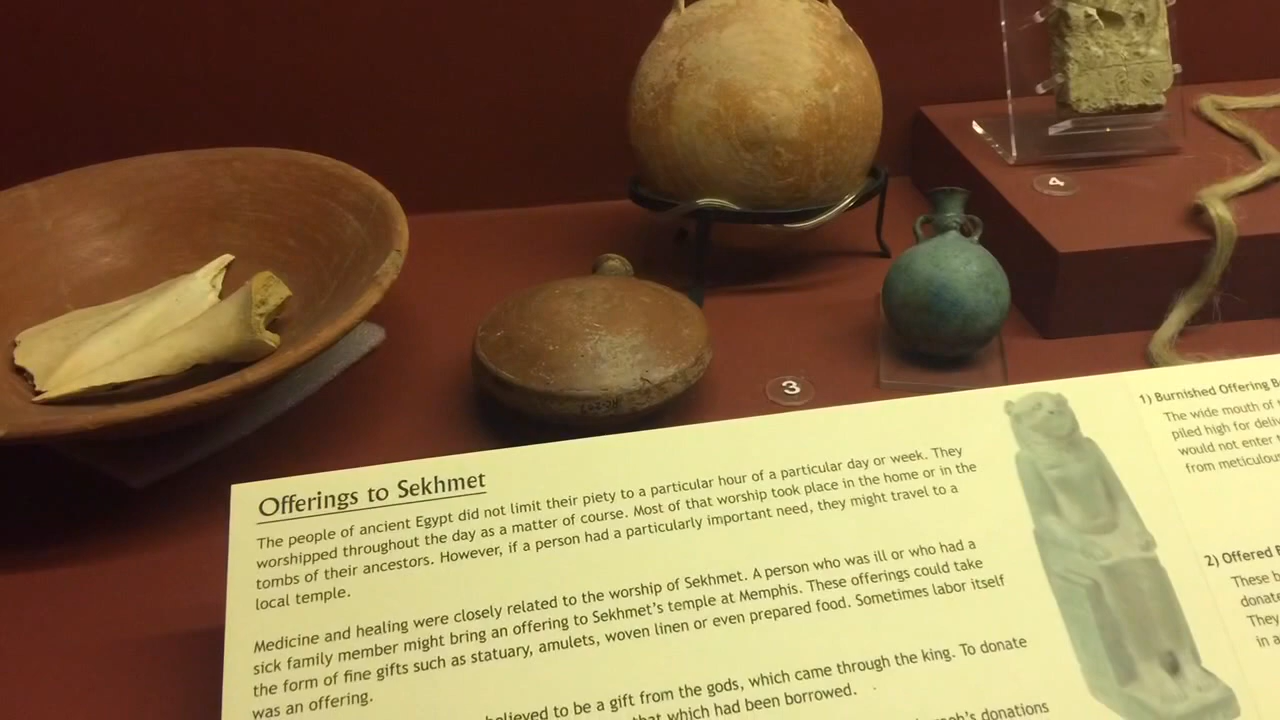 4
3
Offerings to Sekhmet
The people of ancient Egypt did not limit their piety to a particular hour of a particular day or week. They
worshipped throughout the day as a matter of course. Most of that worship took place in the home or in the
tombs of their ancestors. However, if a person had a particularly important need, they might travel to a
local temple.
Medicine and healing were closely related to the worship of Sekhmet. A person who was ill or who had a
sick family member might bring an offering to Sekhmet's temple at Memphis. These offerings could take
the form of fine gifts such as statuary, amulets, woven linen or even prepared food. Sometimes labor itself
was an offering.
believed to be a gift from the gods, which came through the king. To donate
that which had been borrowed.
donations
1) Burnished Offering
The wide mouth of
piled high for
would not enter
from
2) Offered
These
They
in a